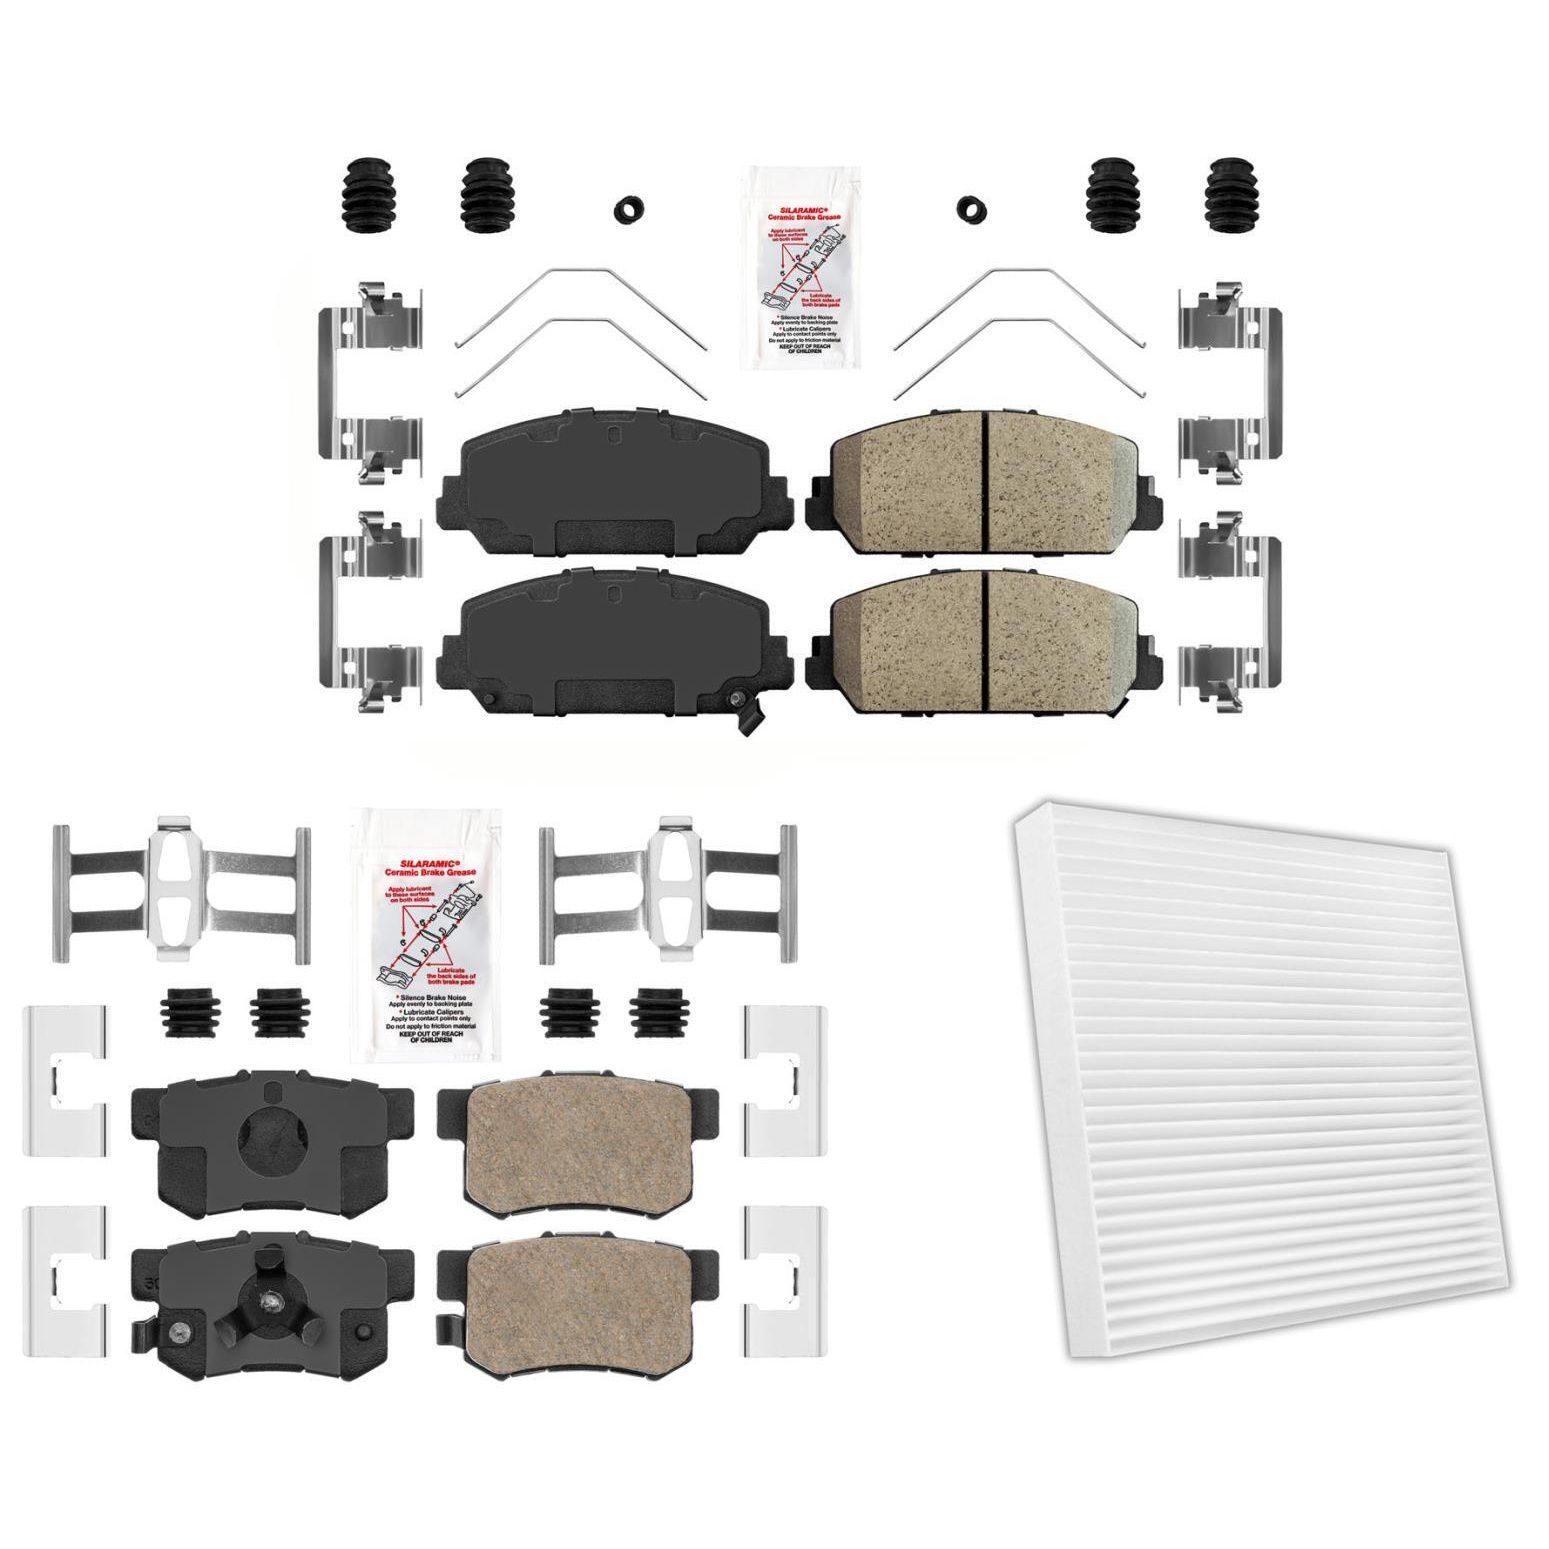 SILARAMIC®
Ceramic Brake Grease
Apply lubricant
to these surfaces
on both sides
Lubricate
the back sides of
both brake pads
* Silence Brake Noise
Apply evenly to backing plate
* Lubricate Calipers
Apply to contact points only
Do not apply to friction material
KEEP OUT OF REACH
OF CHILDREN
SILARAMIC®
Ceramic Brake Grease
Apply lubricant
to these surfaces
on both sides
Lubricate
the back sides of
both brake pads
* Silence Brake Noise
Apply evenly to backing plate
* Lubricate Calipers
Apply to contact points only
Do not apply to friction material
KEEP OUT OF REACH
OF CHILDREN